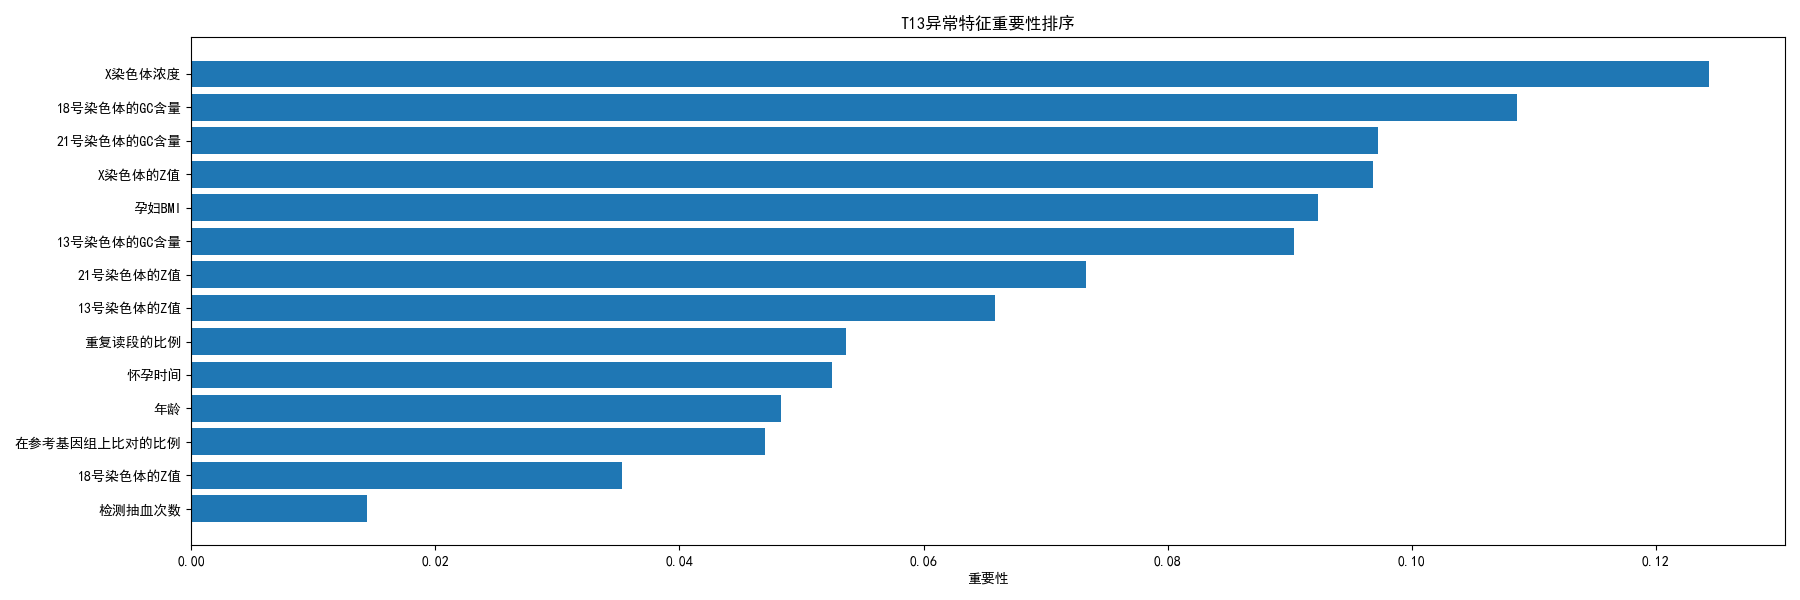 T13异常特征重要性排序
X染色体浓度
18号染色体的GC含量
21号染色体的GC含量
X染色体的Z值
孕妇BMI
13号染色体的GC含量
21号染色体的Z值
13号染色体的Z值
重复读段的比例
怀孕时间
年龄
在参考基因组上比对的比例
18号染色体的Z值
检测抽血次数
0.00 0.02 0.04 0.06 0.08 0.10 0.12
重要性